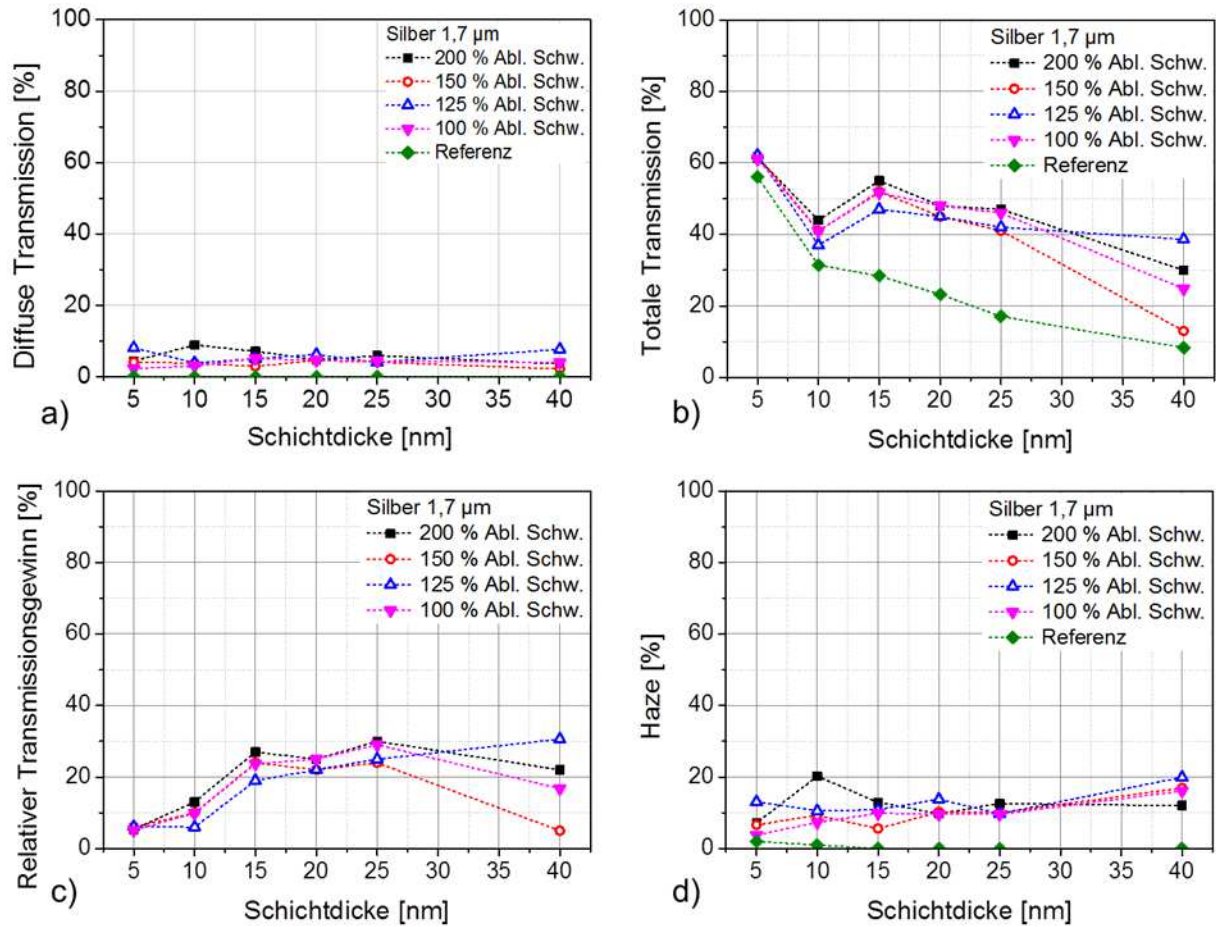 Diffuse Transmission [%]
100
80
60
40
20
0
Silber 1,7 µm
200 % Abl. Schw.
150 % Abl. Schw.
125 % Abl. Schw.
100 % Abl. Schw.
Referenz
5 10 15 20 25 30 35 40
Schichtdicke [nm]
a)
Totale Transmission [%]
100
80
60
40
20
0
Silber 1,7 µm
200 % Abl. Schw.
150 % Abl. Schw.
125 % Abl. Schw.
100 % Abl. Schw.
Referenz
5 10 15 20 25 30 35 40
Schichtdicke [nm]
b)
Relativer Transmissionsgewinn [%]
100
80
60
40
20
0
Silber 1,7 µm
200 % Abl. Schw.
150 % Abl. Schw.
125 % Abl. Schw.
100 % Abl. Schw.
5 10 15 20 25 30 35 40
Schichtdicke [nm]
c)
Haze [%]
100
80
60
40
20
0
Silber 1,7 µm
200 % Abl. Schw.
150 % Abl. Schw.
125 % Abl. Schw.
100 % Abl. Schw.
Referenz
5 10 15 20 25 30 35 40
Schichtdicke [nm]
d)